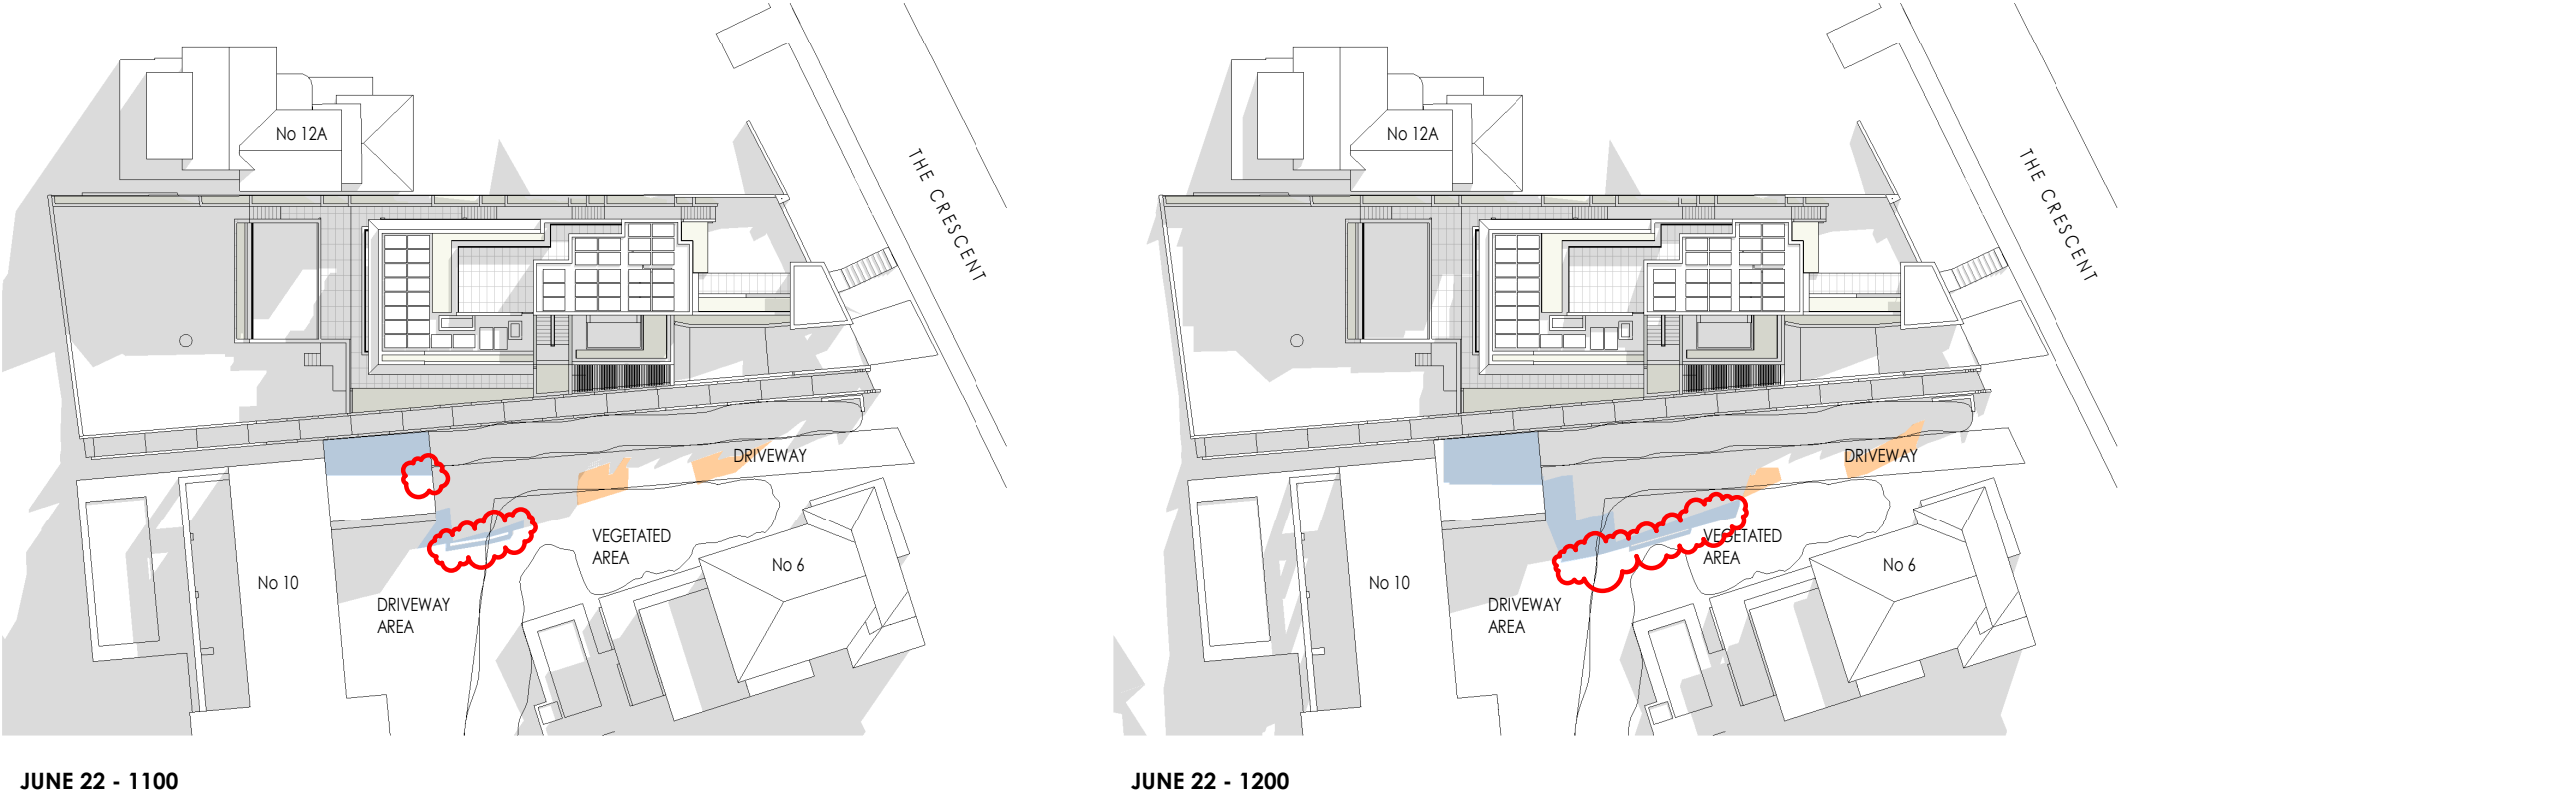 No 12A
THE CRESCENT
DRIVEWAY
VEGETATED
AREA
No 6
No 10
DRIVEWAY
AREA
JUNE 22 - 1100
No 12A
THE CRESCENT
DRIVEWAY
VEGETATED
AREA
No 6
No 10
DRIVEWAY
AREA
JUNE 22 - 1200